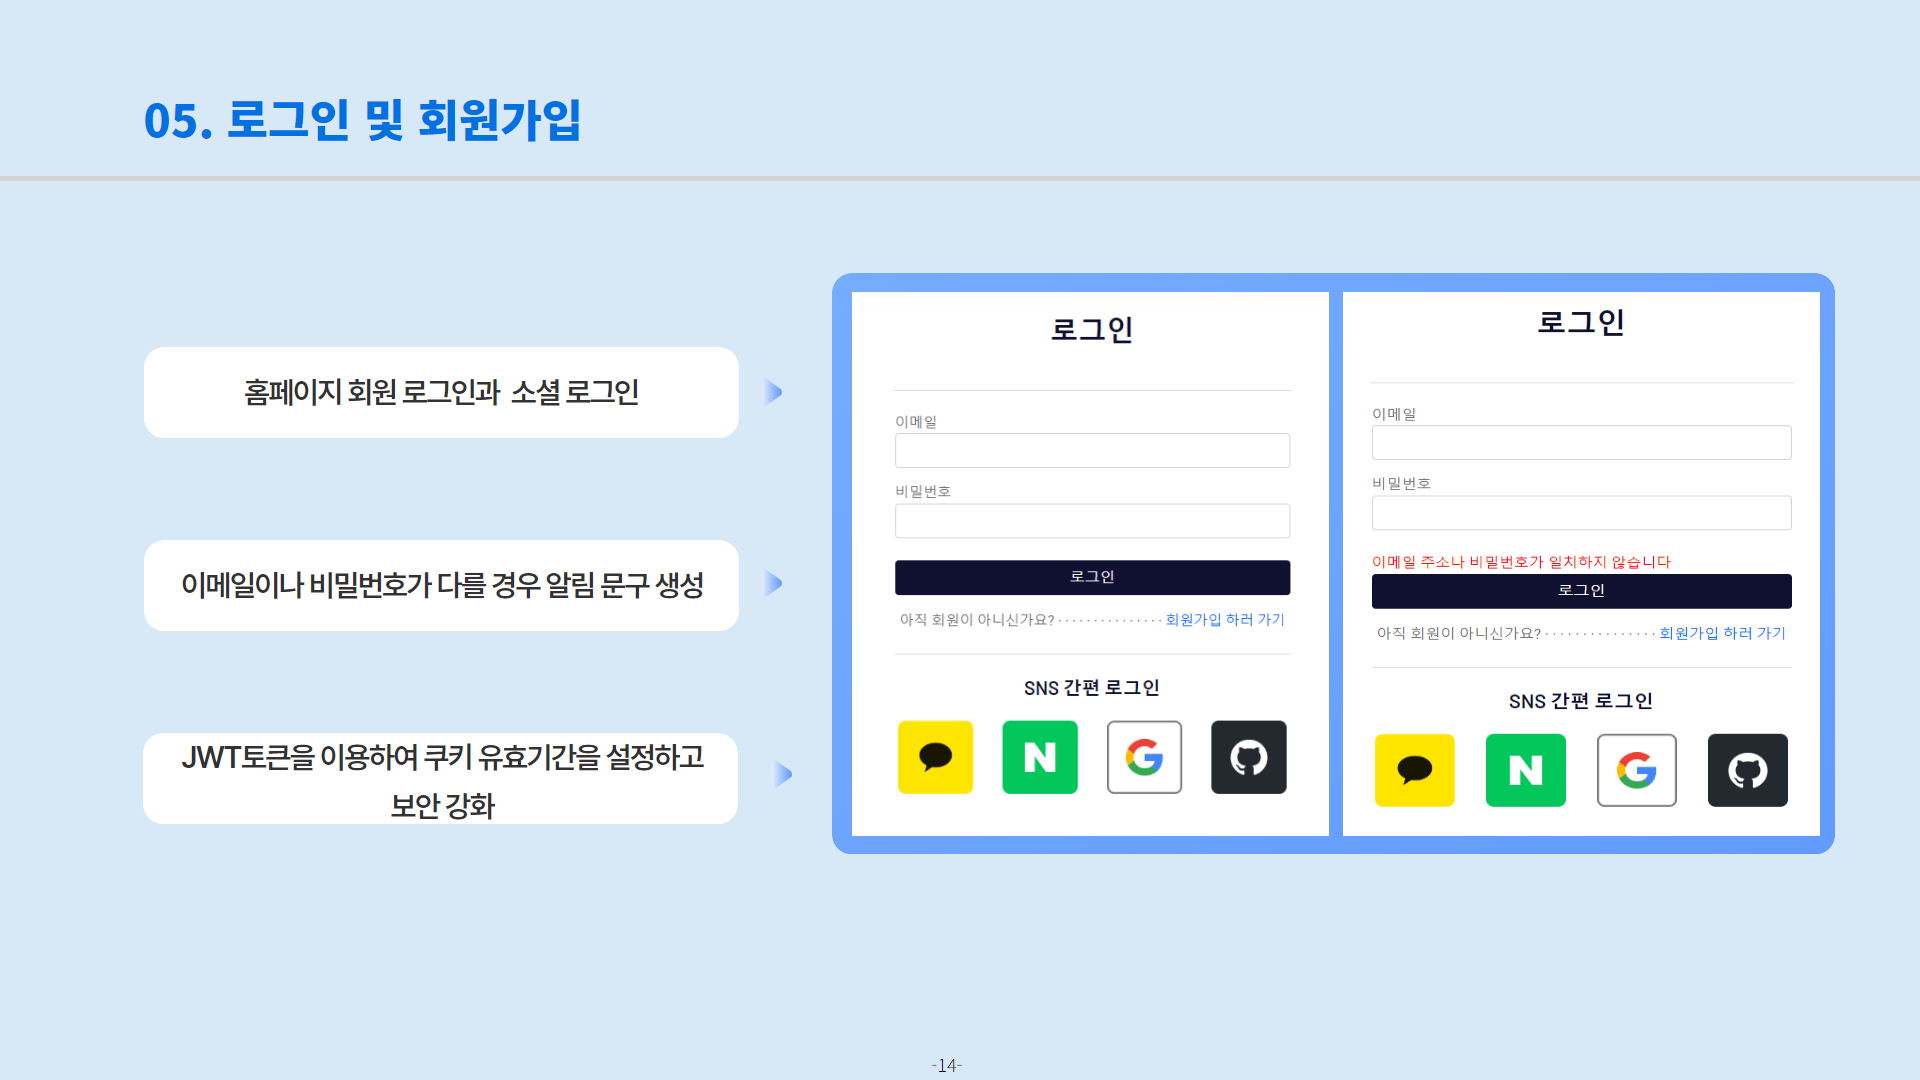 05. 로그인 및 회원가입
홈페이지 회원 로그인과 소셜 로그인
이메일이나 비밀번호가 다를 경우 알림 문구 생성
JWT토큰을 이용하여 쿠키 유효기간을 설정하고
보안 강화
로그인
이메일
비밀번호
로그인
아직 회원이 아니신가요? · · · · · · · · · · · · · · · 회원가입 하러 가기
SNS 간편 로그인
N
G
로그인
이메일
비밀번호
이메일 주소나 비밀번호가 일치하지 않습니다
로그인
아직 회원이 아니신가요? · · · · · · · · · · · · · · · 회원가입 하러 가기
SNS 간편 로그인
N
G
-14-